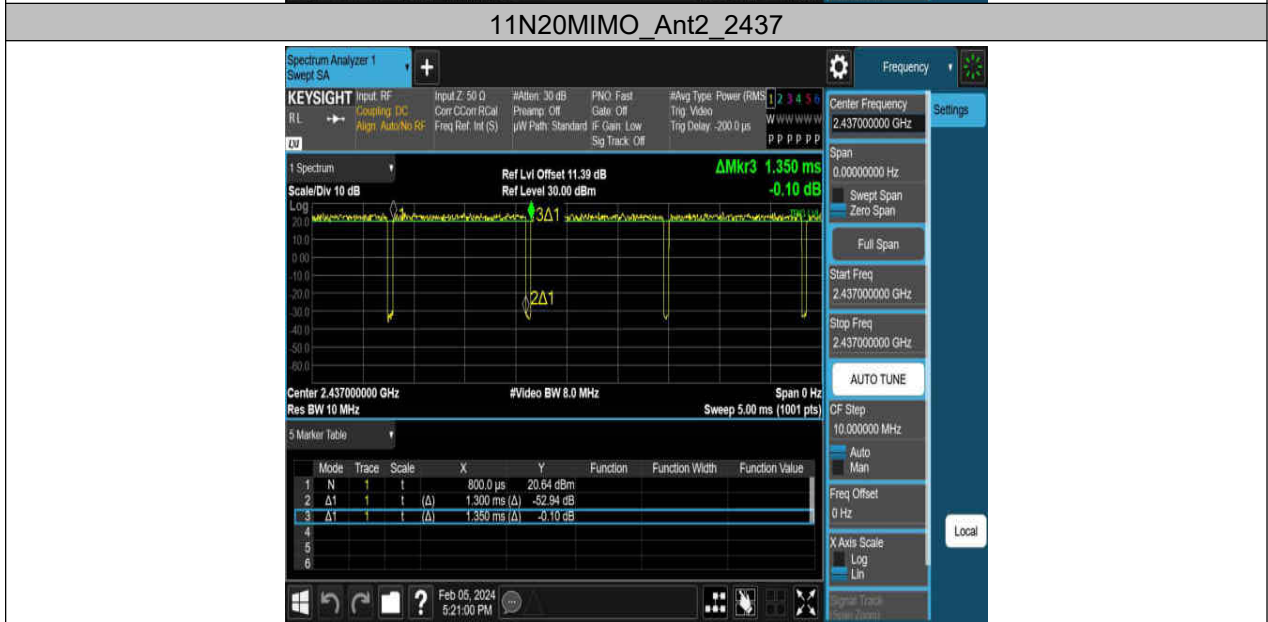 11N20MIMO_Ant2_2437
Spectrum Analyzer 1
Swept SA
+
Frequency
KEYSIGHT
RL
LXI
Input: RF
Coupling: DC
Align: Auto/No RF
Input Z: 50 Ω
Corr CCorr RCal
Freq Ref: Int (S)
#Atten: 30 dB
Preamp: Off
µW Path: Standard
PNO: Fast
Gate: Off
IF Gain: Low
Sig Track: Off
#Avg Type: Power (RMS
Trig: Video
Trig Delay: -200.0 µs
1 2 3 4 5 6
W W W W W W
P P P P P P
1 Spectrum
Scale/Div 10 dB
Ref Lvl Offset 11.39 dB
Ref Level 30.00 dBm
ΔMkr3 1.350 ms
-0.10 dB
Log
20.0
10.0
0.00
-10.0
-20.0
-30.0
-40.0
-50.0
-60.0
1
3Δ1
2Δ1
Center 2.437000000 GHz
#Video BW 8.0 MHz
Span 0 Hz
Res BW 10 MHz
Sweep 5.00 ms (1001 pts)
5 Marker Table
Mode Trace Scale X Y Function Function Width Function Value
1 N 1 t 800.0 µs 20.64 dBm
2 Δ1 1 t (Δ) 1.300 ms (Δ) -52.94 dB
3 Δ1 1 t (Δ) 1.350 ms (Δ) -0.10 dB
4
5
6
Feb 05, 2024
5:21:00 PM
?
Center Frequency
2.437000000 GHz
Span
0.00000000 Hz
Swept Span
Zero Span
Full Span
Start Freq
2.437000000 GHz
Stop Freq
2.437000000 GHz
AUTO TUNE
CF Step
10.000000 MHz
Auto
Man
Freq Offset
0 Hz
X Axis Scale
Log
Lin
Signal Track
(Span Zoom)
Settings
Local